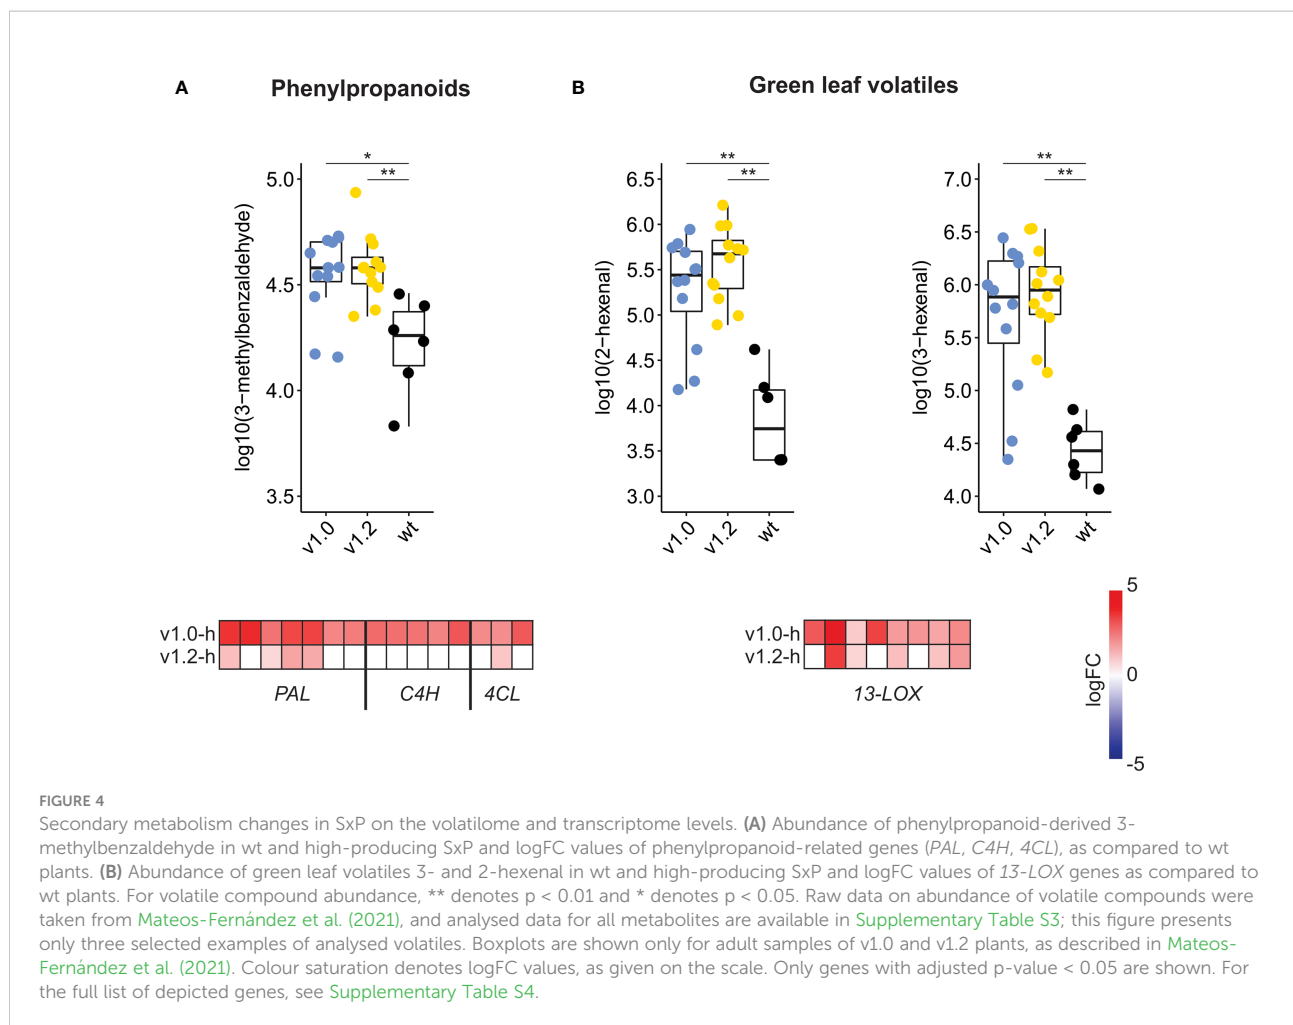 A
Phenylpropanoids
B
Green leaf volatiles
*
**
5.0
4.5
4.0
3.5
log10(3−methylbenzaldehyde)
v1.0
v1.2
wt
**
**
6.5
6.0
5.5
5.0
4.5
4.0
3.5
3.0
log10(2−hexenal)
v1.0
v1.2
wt
**
**
7.0
6.5
6.0
5.5
5.0
4.5
4.0
log10(3−hexenal)
v1.0
v1.2
wt
v1.0-h
v1.2-h
PAL
C4H
4CL
v1.0-h
v1.2-h
13-LOX
logFC
5
0
-5
FIGURE 4
Secondary metabolism changes in SxP on the volatilome and transcriptome levels. (A) Abundance of phenylpropanoid-derived 3-
methylbenzaldehyde in wt and high-producing SxP and logFC values of phenylpropanoid-related genes (PAL, C4H, 4CL), as compared to wt
plants. (B) Abundance of green leaf volatiles 3- and 2-hexenal in wt and high-producing SxP and logFC values of 13-LOX genes as compared to
wt plants. For volatile compound abundance, ** denotes p < 0.01 and * denotes p < 0.05. Raw data on abundance of volatile compounds were
taken from Mateos-Fernández et al. (2021), and analysed data for all metabolites are available in Supplementary Table S3; this figure presents
only three selected examples of analysed volatiles. Boxplots are shown only for adult samples of v1.0 and v1.2 plants, as described in Mateos-
Fernández et al. (2021). Colour saturation denotes logFC values, as given on the scale. Only genes with adjusted p-value < 0.05 are shown. For
the full list of depicted genes, see Supplementary Table S4.